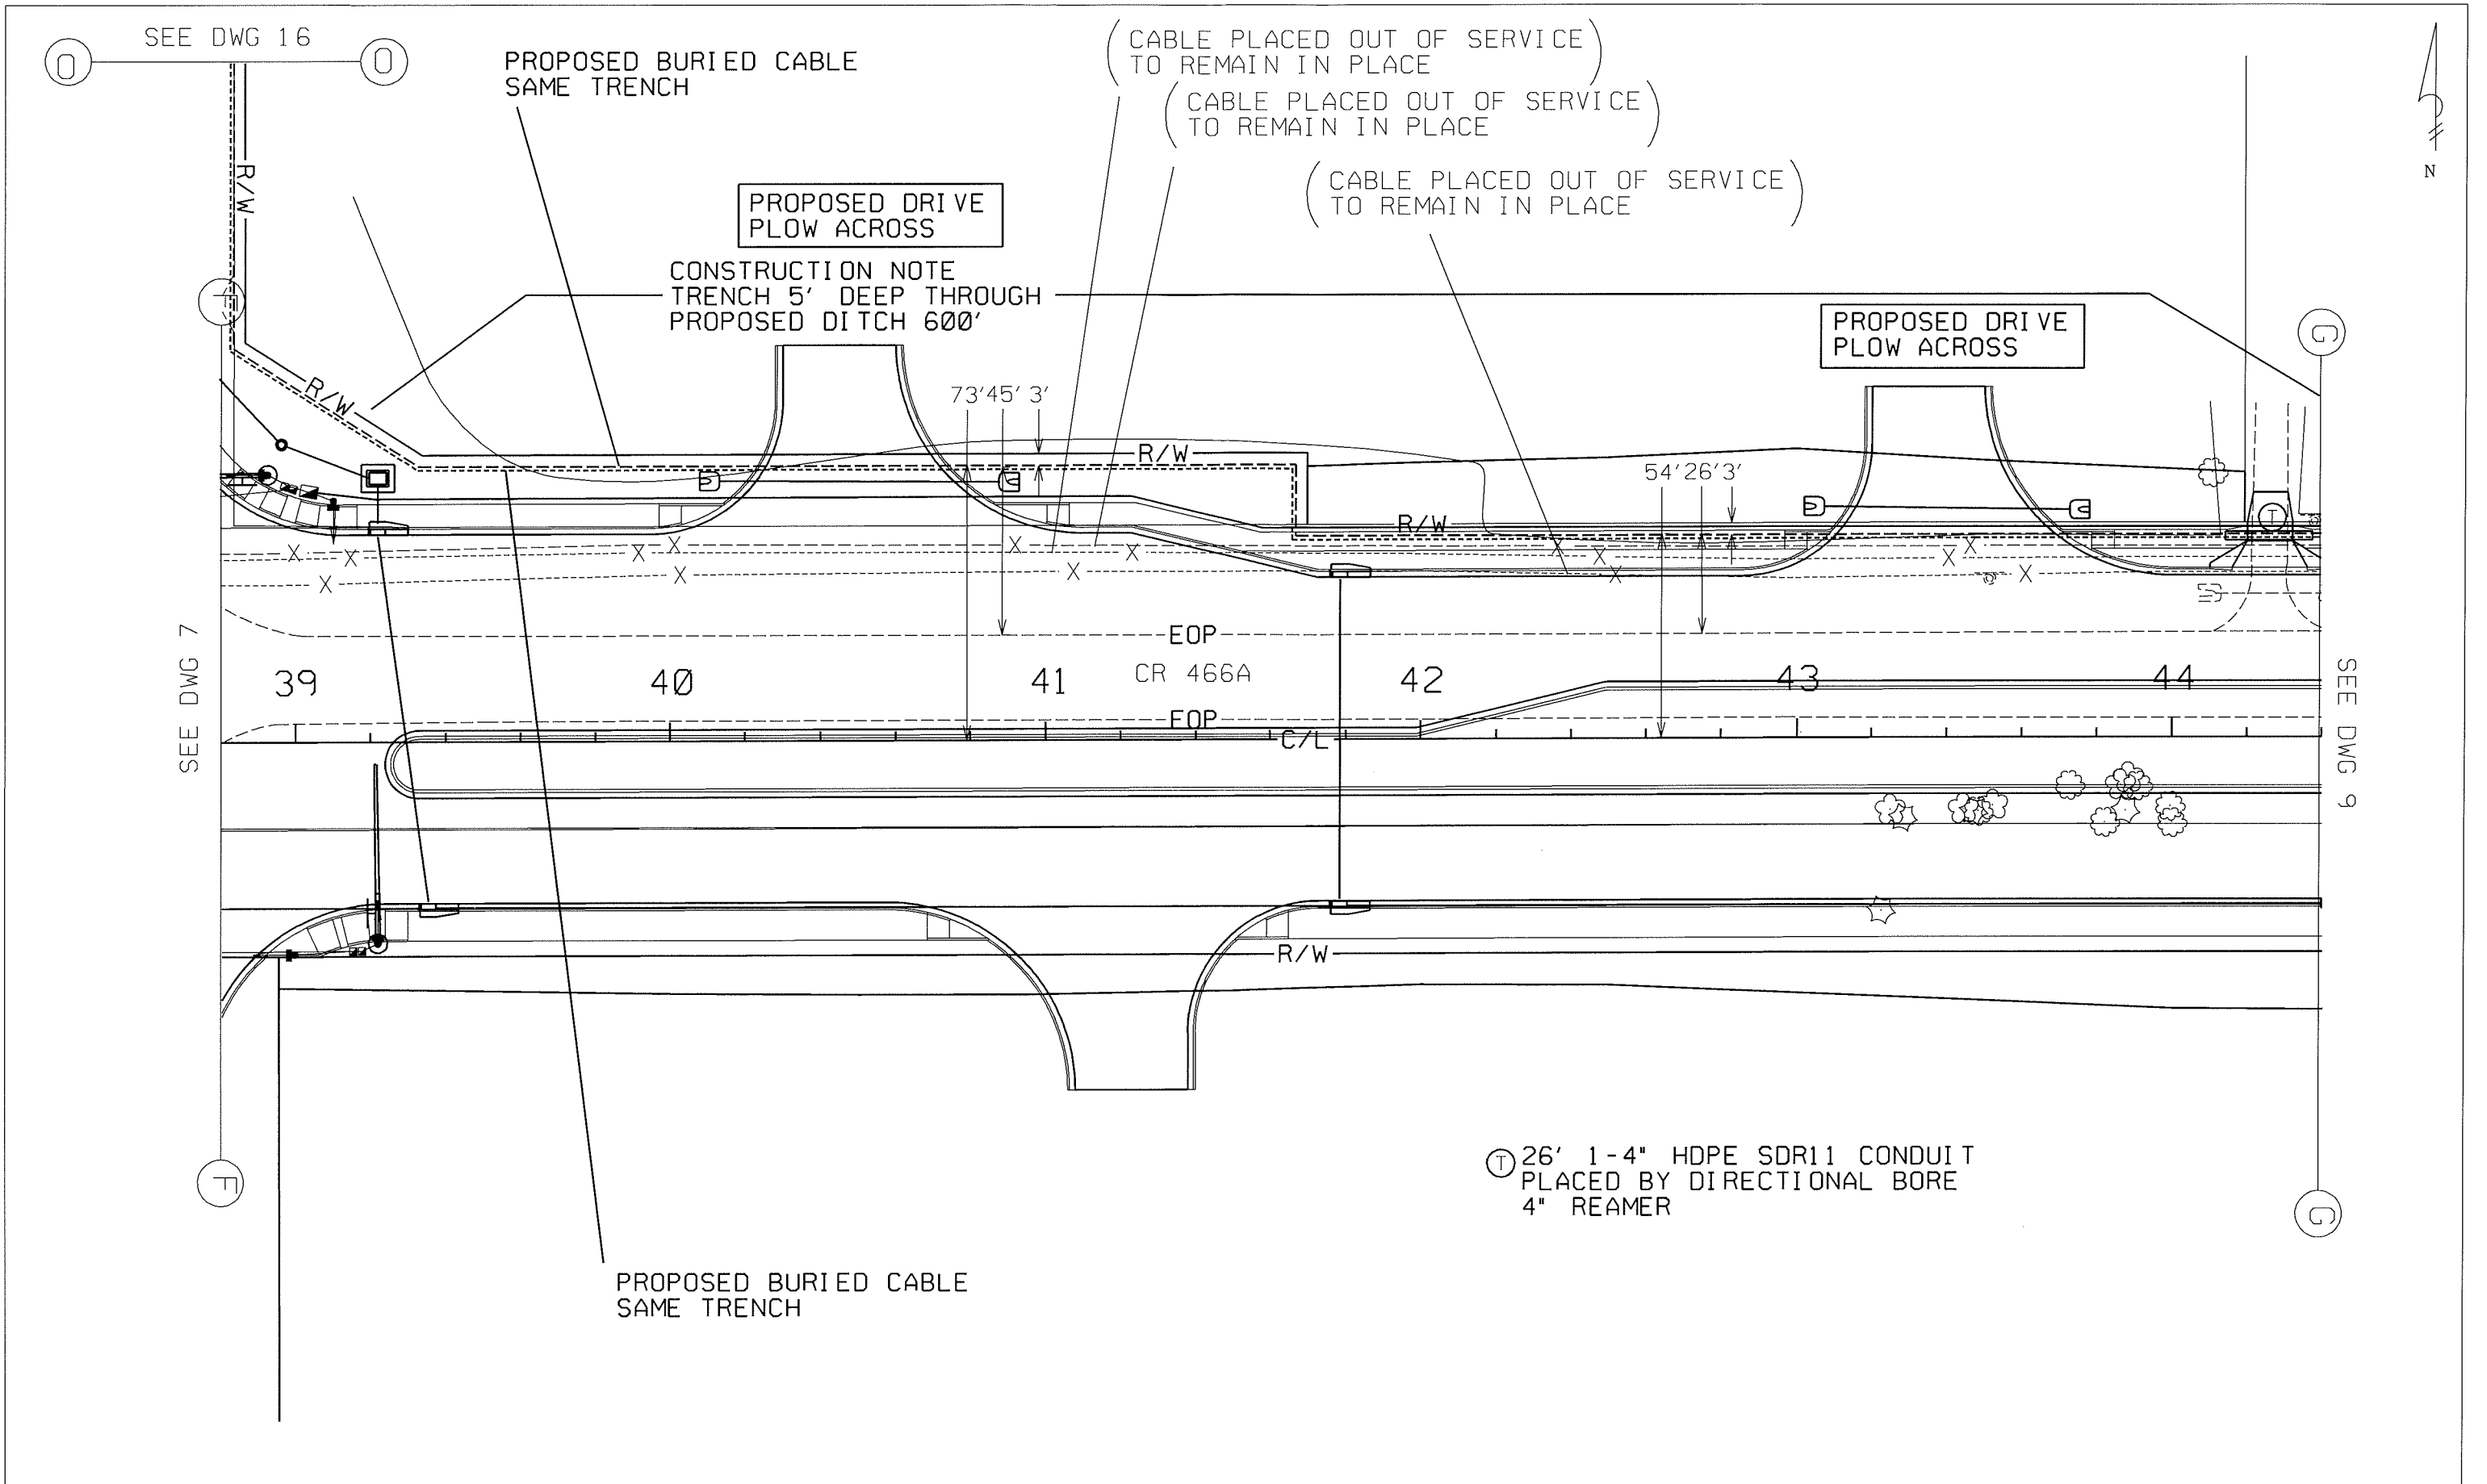 SEE DWG 16
O
O
PROPOSED BURIED CABLE
SAME TRENCH
CABLE PLACED OUT OF SERVICE
TO REMAIN IN PLACE
CABLE PLACED OUT OF SERVICE
TO REMAIN IN PLACE
CABLE PLACED OUT OF SERVICE
TO REMAIN IN PLACE
N
R/W
PROPOSED DRIVE
PLOW ACROSS
CONSTRUCTION NOTE
TRENCH 5' DEEP THROUGH
PROPOSED DITCH 600'
PROPOSED DRIVE
PLOW ACROSS
F
G
R/W
73'45'3'
R/W
54'26'3'
R/W
T
X X X X X X X X X X
X X X X X
EOP
SEE DWG 7
39 40 41 CR 466A 42 43 44
SEE DWG 9
EOP
C/L
R/W
F
G
T 26' 1-4" HDPE SDR11 CONDUIT
PLACED BY DIRECTIONAL BORE
4" REAMER
PROPOSED BURIED CABLE
SAME TRENCH